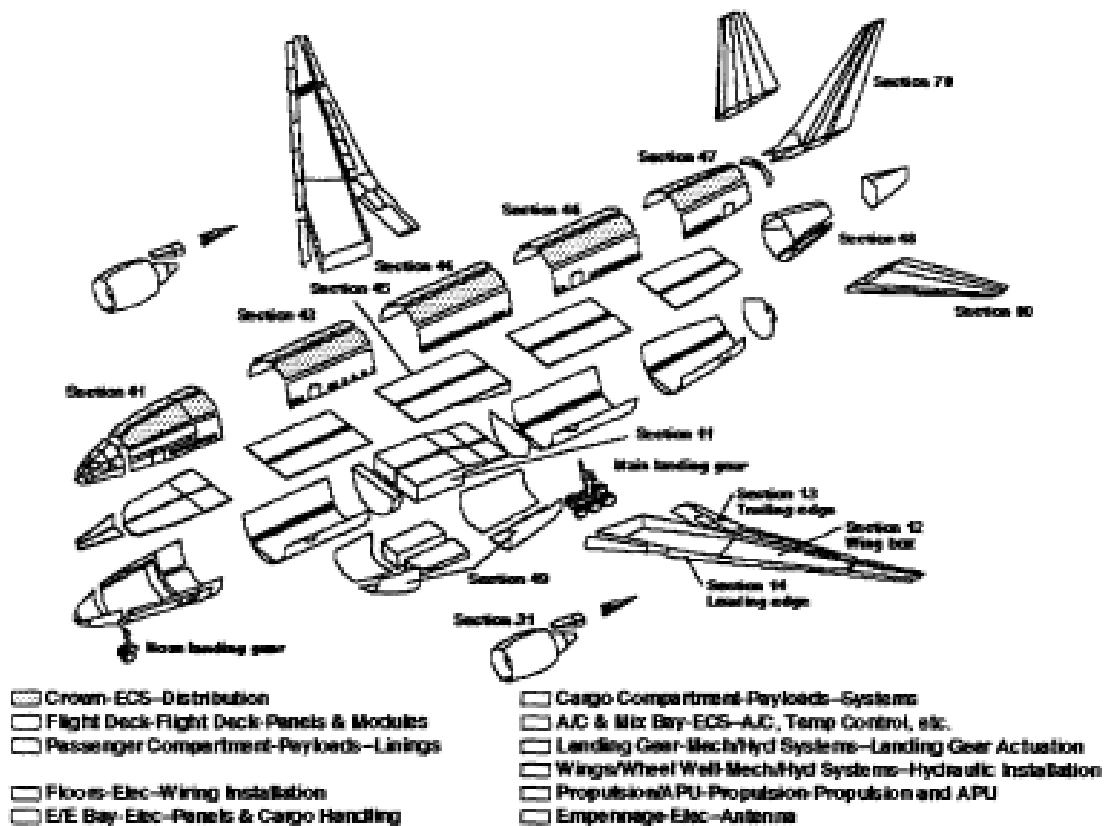 Section 70
Section 47
Section 46
Section 48
Section 44
Section 45
Section 43
Section 80
Section 41
Section 11
Main landing gear
Section 13
Trailing edge
Section 12
Wing box
Section 49
Section 14
Leading edge
Section 31
Nose landing gear
Crown-ECS-Distribution
Flight Deck-Flight Deck-Panels & Modules
Passenger Compartment-Payloads-Linings
Floors-Elec-Wiring Installation
E/E Bay-Elec-Panels & Cargo Handling
Cargo Compartment-Payloads-Systems
A/C & Mix Bay-ECS-A/C, Temp Control, etc.
Landing Gear-Mech/Hyd Systems-Landing Gear Actuation
Wings/Wheel Well-Mech/Hyd Systems-Hydraulic Installation
Propulsion/APU-Propulsion-Propulsion and APU
Empennage-Elec-Antenna